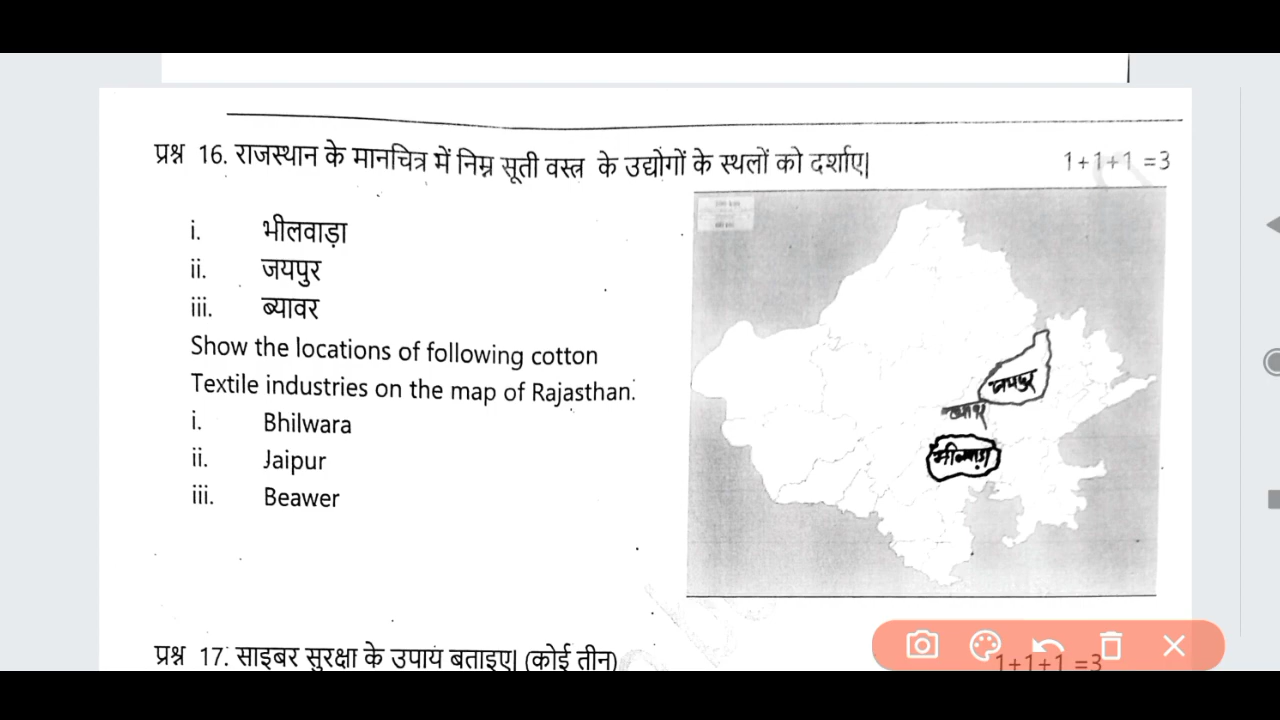 प्रश्न 16. राजस्थान के मानचित्र में निम्न सूती वस्त्र के उद्योगों के स्थलों को दर्शाए| 1+1+1 =3
i. भीलवाड़ा
ii. जयपुर
iii. ब्यावर
Show the locations of following cotton
Textile industries on the map of Rajasthan.
i. Bhilwara
ii. Jaipur
iii. Beawer
जयपुर
भीलवाड़ा
प्रश्न 17. साइबर सुरक्षा के उपाय बताइए| (कोई तीन) 1+1+1 =3